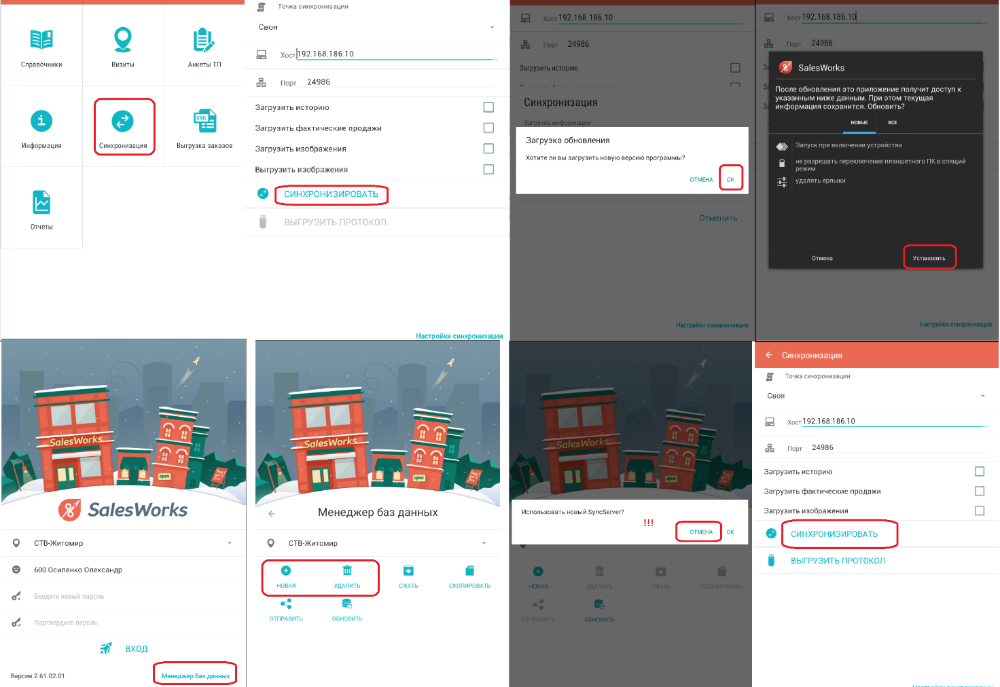 Справочники
Визиты
Анкеты ТП
Информация
Синхронизация
XML
Выгрузка заказов
Отчеты
Точка синхронизации
Своя
Хост 192.168.186.10
Порт 24986
Загрузить историю
Загрузить фактические продажи
Загрузить изображения
Выгрузить изображения
СИНХРОНИЗИРОВАТЬ
ВЫГРУЗИТЬ ПРОТОКОЛ
Настройки синхронизации
Хост 192.168.186.10
Порт 24986
Загрузить историю
Синхронизация
Загрузка информации
Загрузка обновления
Хотите ли вы загрузить новую версию программы?
ОТМЕНА OK
Отменить
Настройки синхронизации
Хост 192.168.186.10
Порт 24986
SalesWorks
После обновления это приложение получит доступ к
указанным ниже данным. При этом текущая
информация сохранится. Обновить?
НОВЫЕ ВСЕ
Запуск при включении устройства
не разрешать переключение планшетного ПК в спящий
режим
удалять ярлыки
Отмена Установить
Настройки синхронизации
SalesWorks
open
SalesWorks
СТВ-Житомир
600 Осипенко Олександр
Введите новый пароль
Подтвердите пароль
ВХОД
Версия 2.61.02.01 Менеджер баз данных
SalesWorks
open
Менеджер баз данных
СТВ-Житомир
НОВАЯ УДАЛИТЬ СЖАТЬ СКОПИРОВАТЬ
ОТПРАВИТЬ ОБНОВИТЬ
SalesWorks
open
Использовать новый SyncServer?
!!!
ОТМЕНА OK
НОВАЯ УДАЛИТЬ СЖАТЬ СКОПИРОВАТЬ
ОТПРАВИТЬ ОБНОВИТЬ
Синхронизация
Точка синхронизации
Своя
Хост 192.168.186.10
Порт 24986
Загрузить историю
Загрузить фактические продажи
Загрузить изображения
СИНХРОНИЗИРОВАТЬ
ВЫГРУЗИТЬ ПРОТОКОЛ